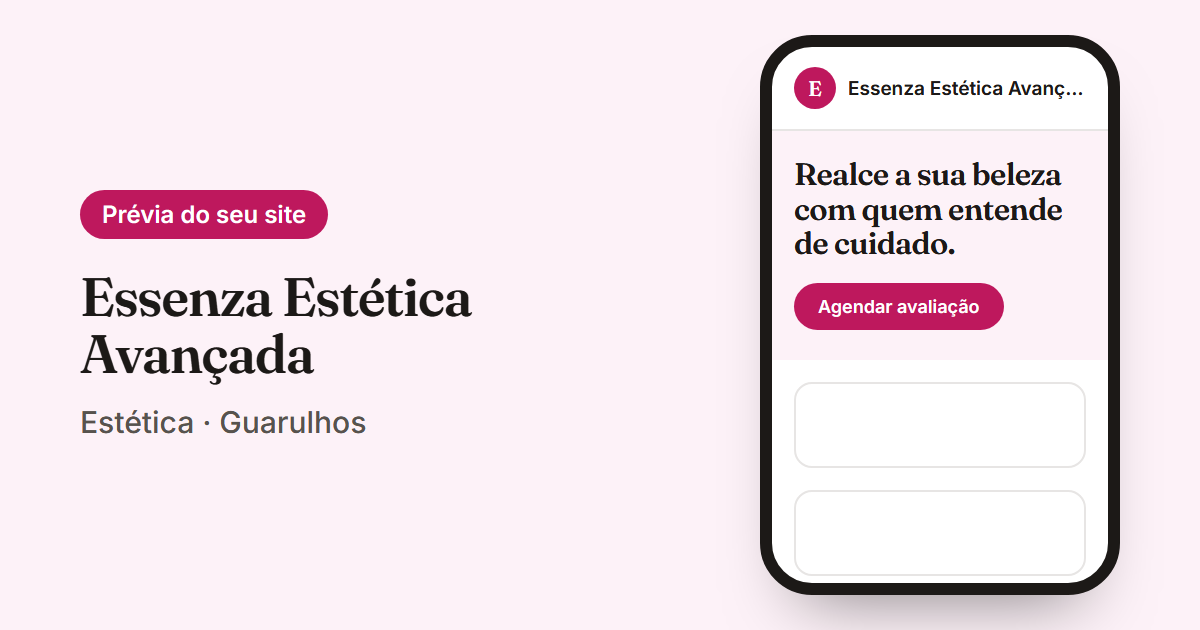 Prévia do seu site
Essenza Estética
Avançada
Estética · Guarulhos
E
Essenza Estética Avanç...
Realce a sua beleza
com quem entende
de cuidado.
Agendar avaliação